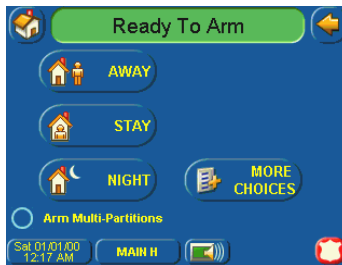 Ready To Arm
AWAY
STAY
NIGHT
MORE
CHOICES
Arm Multi-Partitions
Sat 01/01/00
12:17 AM
MAIN H